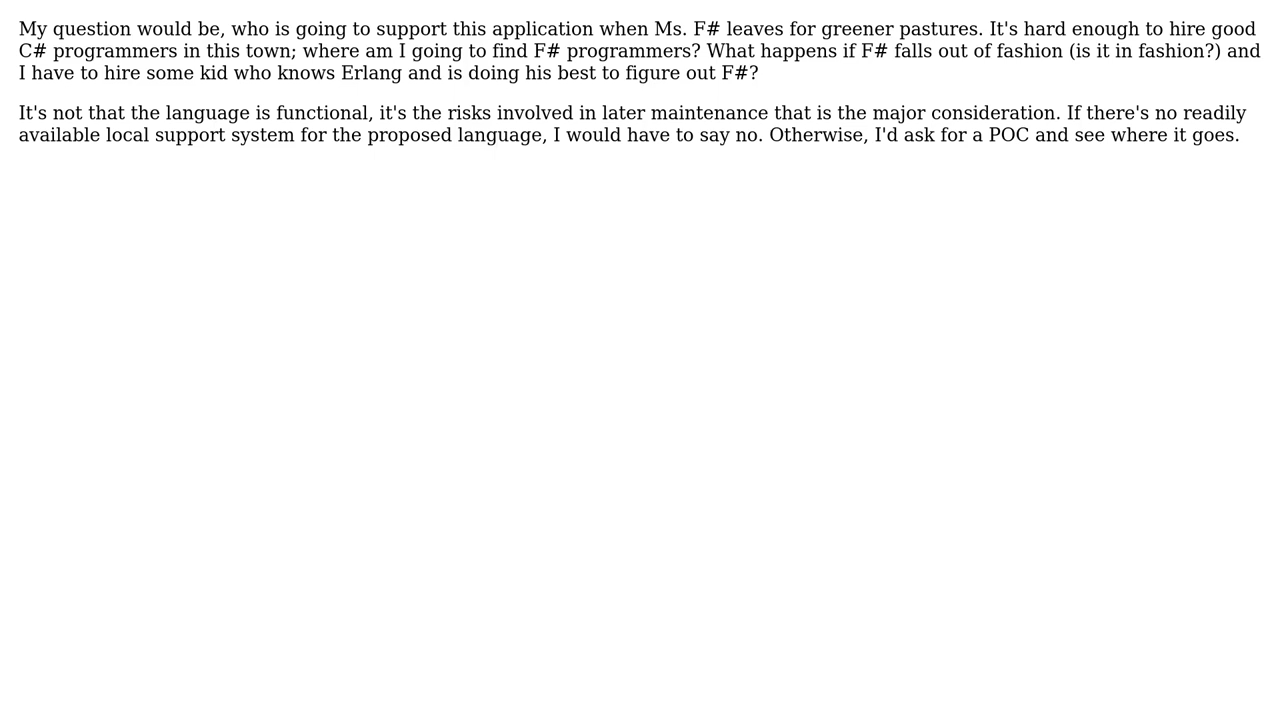 My question would be, who is going to support this application when Ms. F# leaves for greener pastures. It's hard enough to hire good
C# programmers in this town; where am I going to find F# programmers? What happens if F# falls out of fashion (is it in fashion?) and
I have to hire some kid who knows Erlang and is doing his best to figure out F#?
It's not that the language is functional, it's the risks involved in later maintenance that is the major consideration. If there's no readily
available local support system for the proposed language, I would have to say no. Otherwise, I'd ask for a POC and see where it goes.